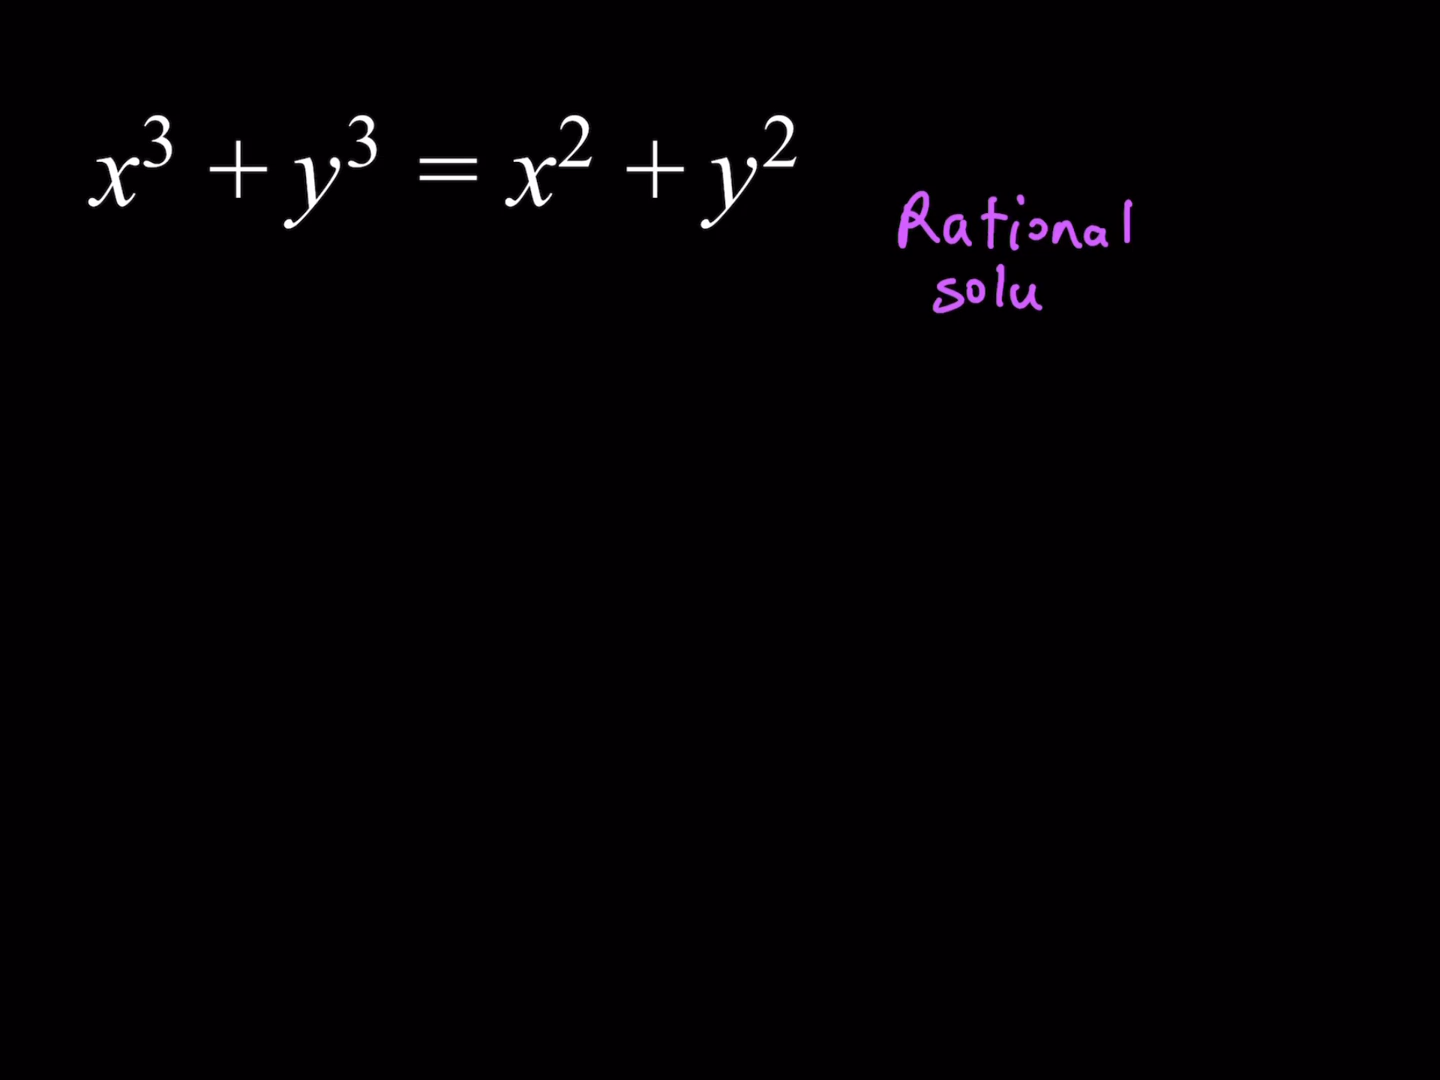 x³ + y³ = x² + y²
Rational
solu